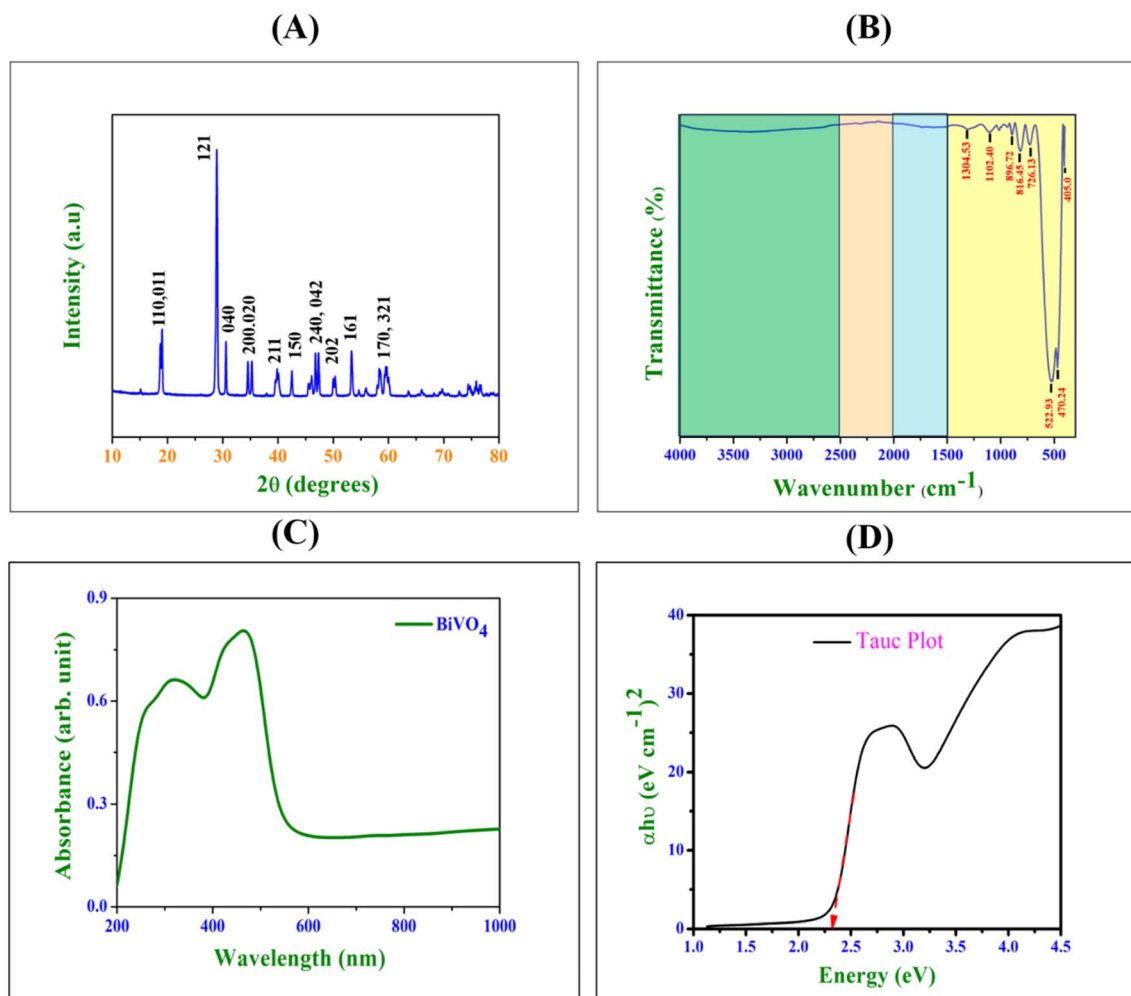 (A)
Intensity (a.u)
110,011
121
040
200.020
211
150
240, 042
202
161
170, 321
10 20 30 40 50 60 70 80
2θ (degrees)
(B)
Transmittance (%)
1304.53
1102.40
896.72
816.45
726.13
522.93
470.24
405.0
4000 3500 3000 2500 2000 1500 1000 500
Wavenumber (cm-1)
(C)
Absorbance (arb. unit)
0.9
0.6
0.3
0.0
BiVO4
200 400 600 800 1000
Wavelength (nm)
(D)
αhυ (eV cm-1)2
40
30
20
10
0
Tauc Plot
1.0 1.5 2.0 2.5 3.0 3.5 4.0 4.5
Energy (eV)